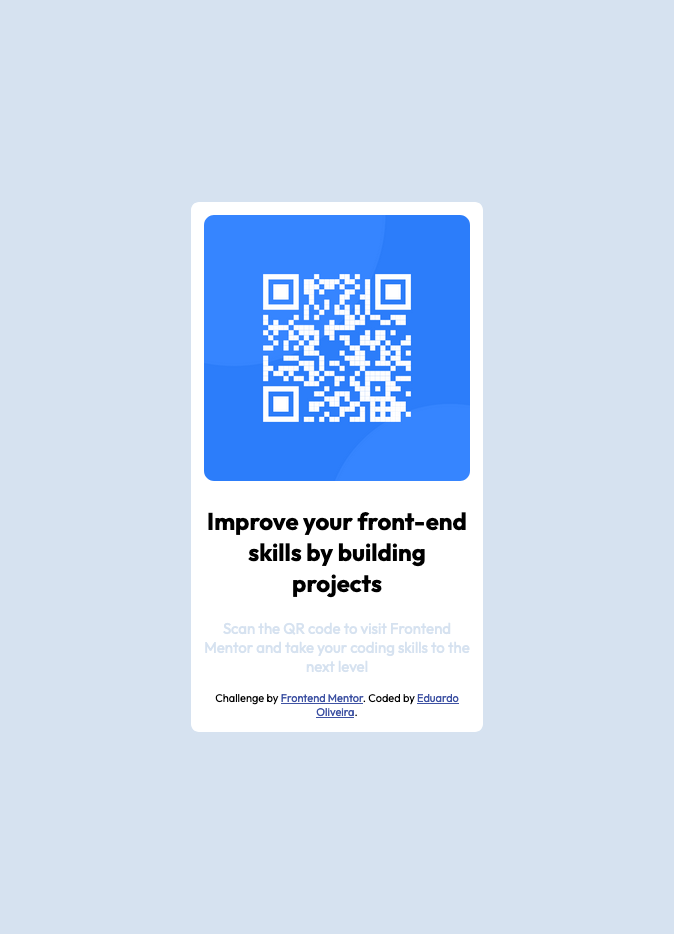 Improve your front-end
skills by building
projects
Scan the QR code to visit Frontend
Mentor and take your coding skills to the
next level
Challenge by Frontend Mentor. Coded by Eduardo
Oliveira.